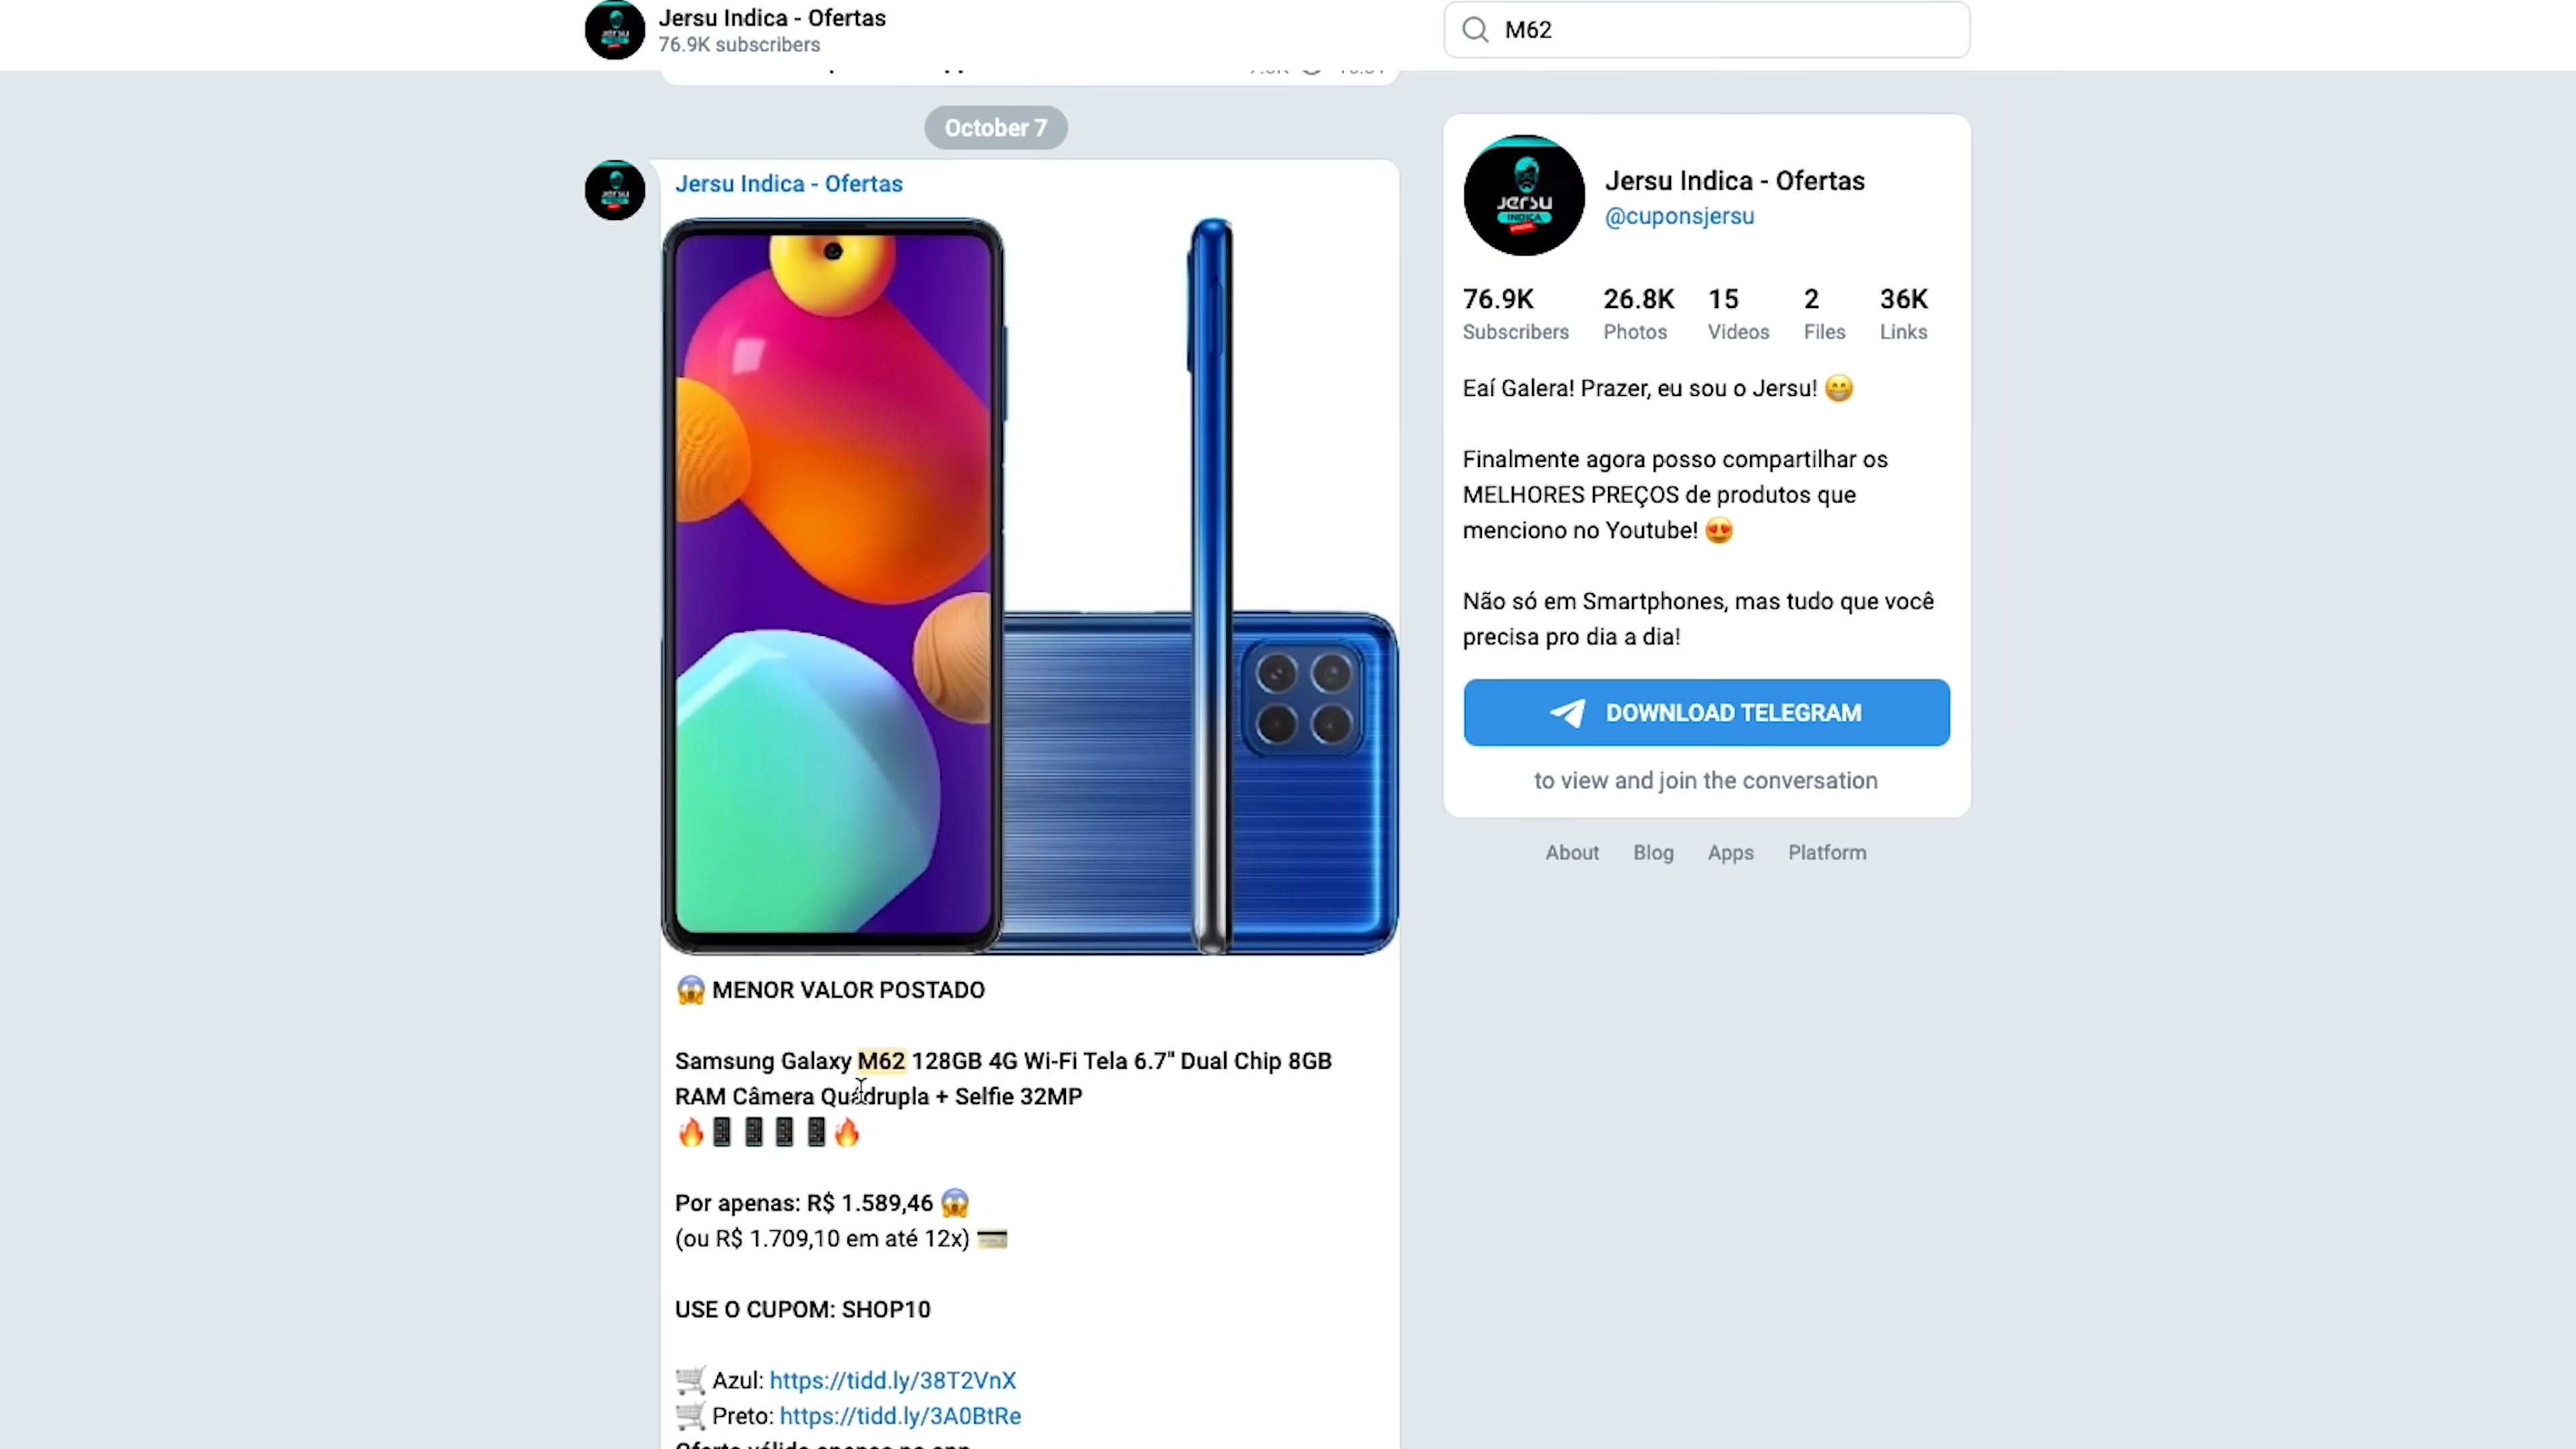 Jersu Indica - Ofertas
76.9K subscribers
M62
October 7
Jersu Indica - Ofertas
😱 MENOR VALOR POSTADO
Samsung Galaxy M62 128GB 4G Wi-Fi Tela 6.7" Dual Chip 8GB
RAM Câmera Quádrupla + Selfie 32MP
🔥📱📱📱📱🔥
Por apenas: R$ 1.589,46 😱
(ou R$ 1.709,10 em até 12x) 💳
USE O CUPOM: SHOP10
🛒 Azul: https://tidd.ly/38T2VnX
🛒 Preto: https://tidd.ly/3A0BtRe
Jersu
INDICA
Jersu Indica - Ofertas
@cuponsjersu
76.9K 26.8K 15 2 36K
Subscribers Photos Videos Files Links
Eaí Galera! Prazer, eu sou o Jersu! 😁
Finalmente agora posso compartilhar os
MELHORES PREÇOS de produtos que
menciono no Youtube! 😍
Não só em Smartphones, mas tudo que você
precisa pro dia a dia!
DOWNLOAD TELEGRAM
to view and join the conversation
About Blog Apps Platform